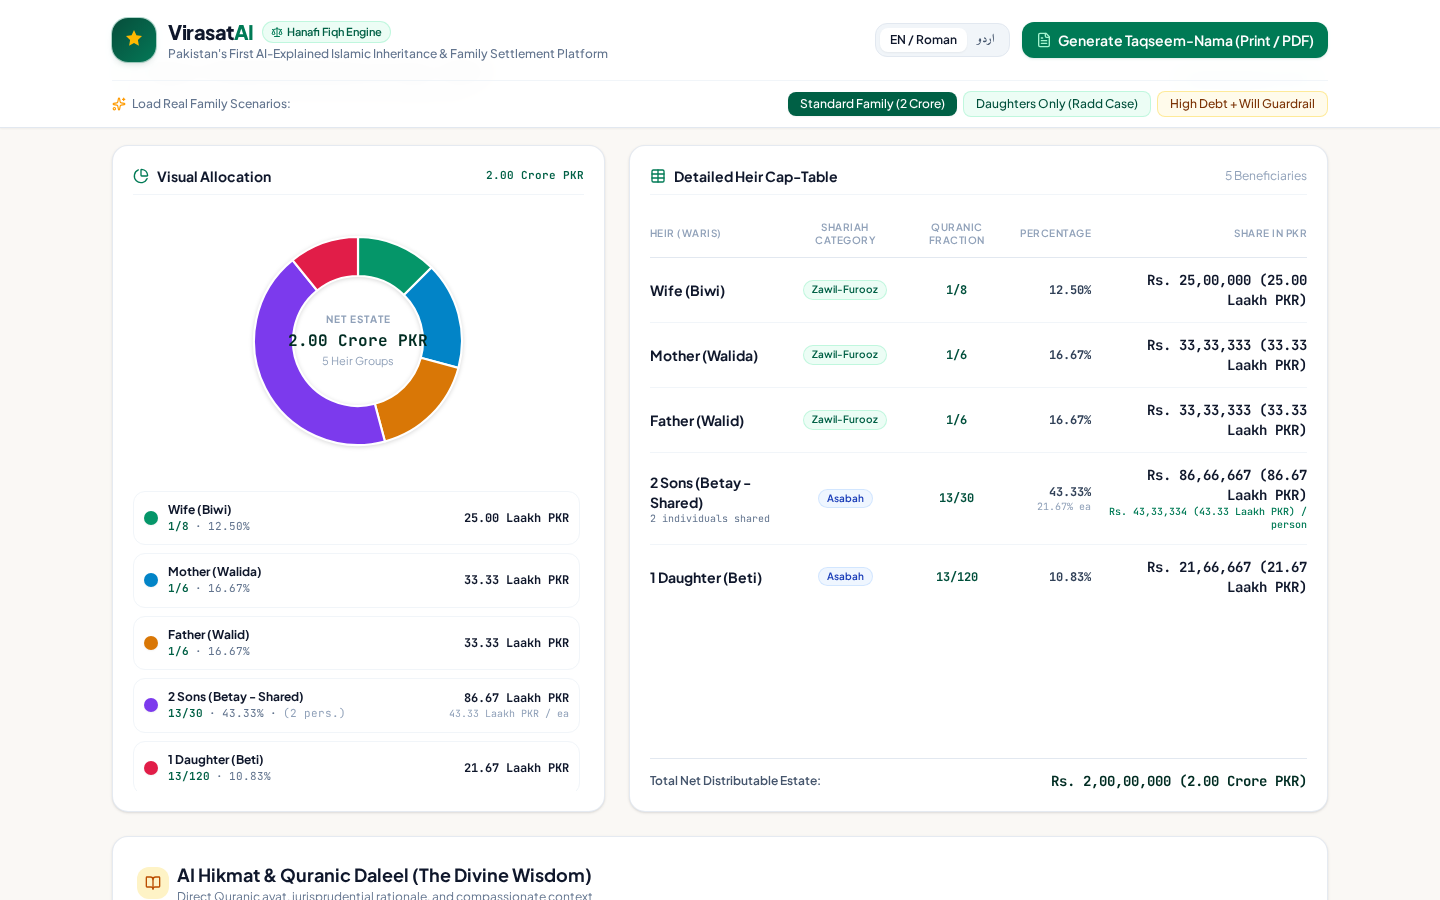 VirasatAI
Hanafi Fiqh Engine
Pakistan's First AI-Explained Islamic Inheritance & Family Settlement Platform
EN / Roman
اردو
Generate Taqseem-Nama (Print / PDF)
Load Real Family Scenarios:
Standard Family (2 Crore)
Daughters Only (Radd Case)
High Debt + Will Guardrail
Visual Allocation
2.00 Crore PKR
NET ESTATE
2.00 Crore PKR
5 Heir Groups
Wife (Biwi)
1/8 · 12.50%
25.00 Laakh PKR
Mother (Walida)
1/6 · 16.67%
33.33 Laakh PKR
Father (Walid)
1/6 · 16.67%
33.33 Laakh PKR
2 Sons (Betay - Shared)
13/30 · 43.33% · (2 pers.)
86.67 Laakh PKR
43.33 Laakh PKR / ea
1 Daughter (Beti)
13/120 · 10.83%
21.67 Laakh PKR
Detailed Heir Cap-Table
5 Beneficiaries
HEIR (WARIS)
SHARIAH
CATEGORY
QURANIC
FRACTION
PERCENTAGE
SHARE IN PKR
Wife (Biwi)
Zawil-Furooz
1/8
12.50%
Rs. 25,00,000 (25.00
Laakh PKR)
Mother (Walida)
Zawil-Furooz
1/6
16.67%
Rs. 33,33,333 (33.33
Laakh PKR)
Father (Walid)
Zawil-Furooz
1/6
16.67%
Rs. 33,33,333 (33.33
Laakh PKR)
2 Sons (Betay -
Shared)
2 individuals shared
Asabah
13/30
43.33%
21.67% ea
Rs. 86,66,667 (86.67
Laakh PKR)
Rs. 43,33,334 (43.33 Laakh PKR) /
person
1 Daughter (Beti)
Asabah
13/120
10.83%
Rs. 21,66,667 (21.67
Laakh PKR)
Total Net Distributable Estate:
Rs. 2,00,00,000 (2.00 Crore PKR)
AI Hikmat & Quranic Daleel (The Divine Wisdom)
Direct Quranic ayat, jurisprudential rationale, and compassionate context